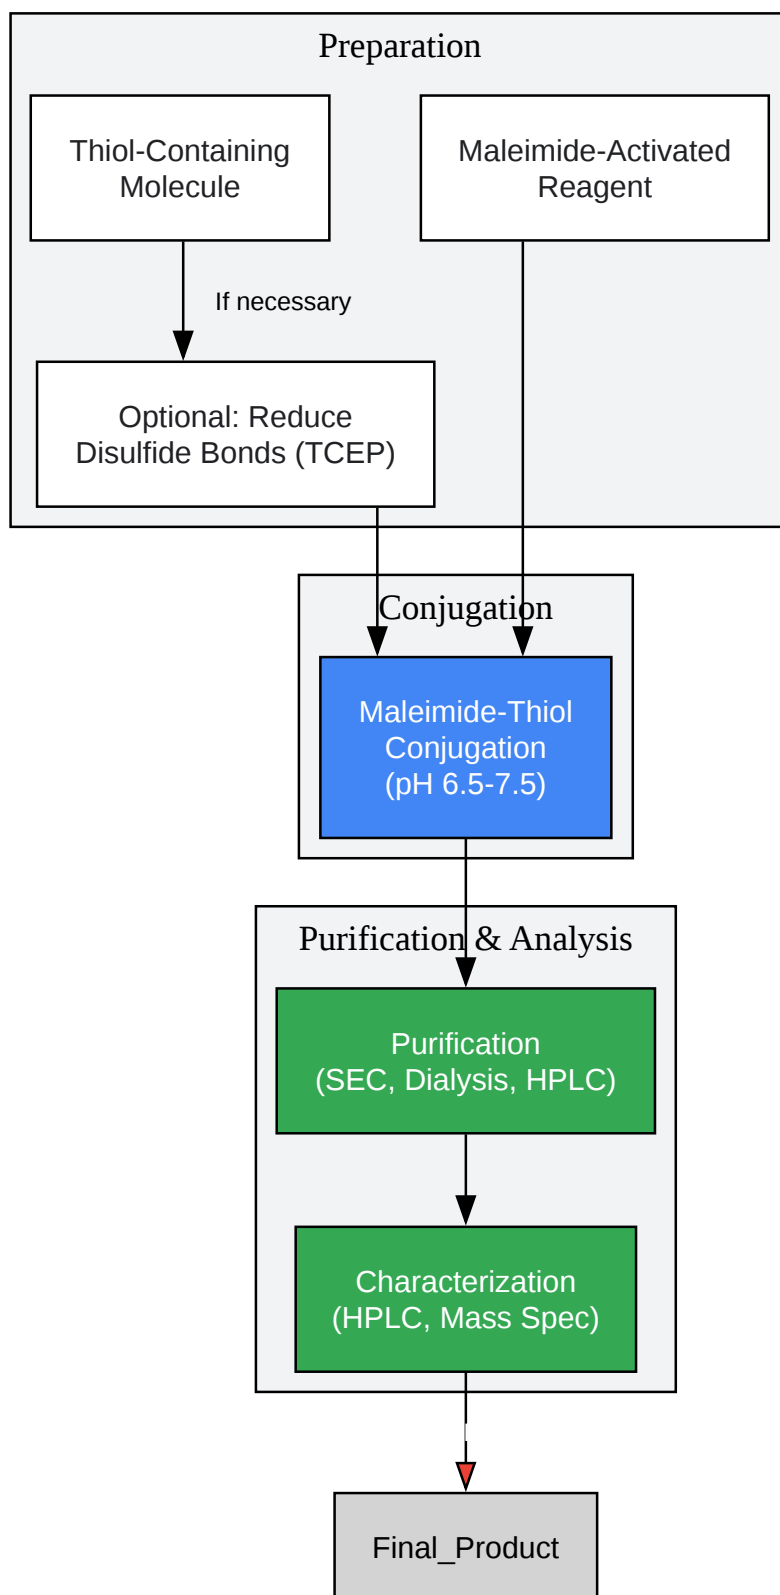 Preparation
Thiol-Containing
Molecule
Maleimide-Activated
Reagent
If necessary
Optional: Reduce
Disulfide Bonds (TCEP)
Conjugation
Maleimide-Thiol
Conjugation
(pH 6.5-7.5)
Purification & Analysis
Purification
(SEC, Dialysis, HPLC)
Characterization
(HPLC, Mass Spec)
Final_Product